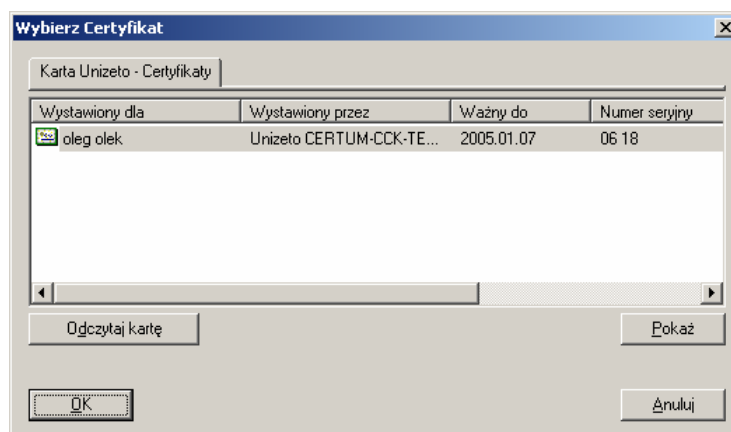 Wybierz Certyfikat
Karta Unizeto - Certyfikaty
Wystawiony dla Wystawiony przez Ważny do Numer seryjny
oleg olek Unizeto CERTUM-CCK-TE... 2005.01.07 06 18
Odczytaj kartę Pokaż
OK Anuluj